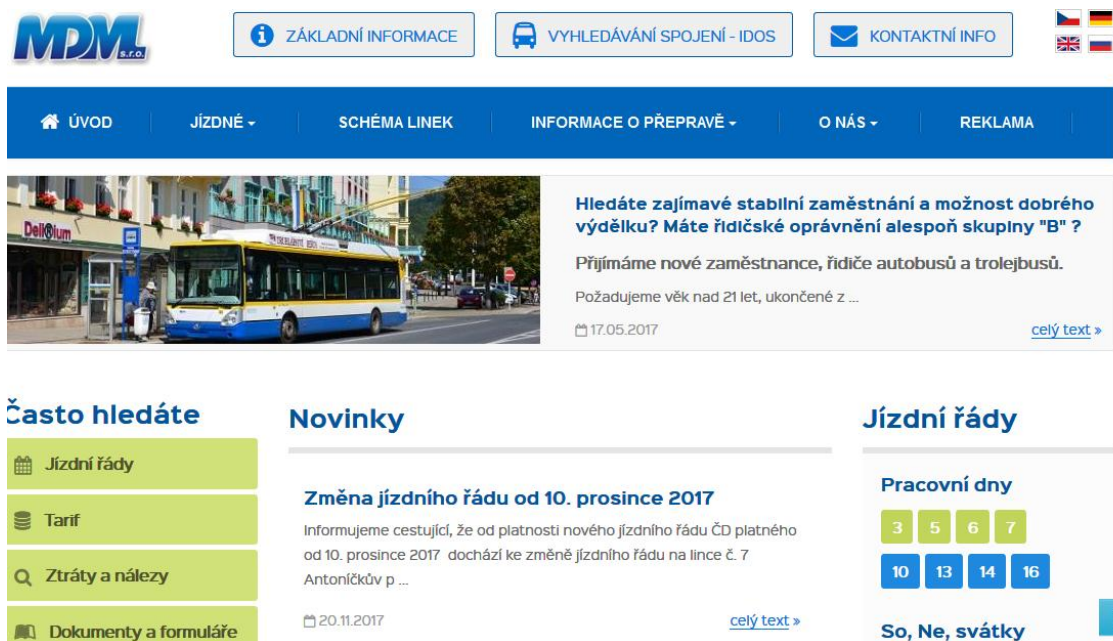 MDML s.r.o.
ZÁKLADNÍ INFORMACE
VYHLEDÁVÁNÍ SPOJENÍ - IDOS
KONTAKTNÍ INFO
ÚVOD
JÍZDNÉ
SCHÉMA LINEK
INFORMACE O PŘEPRAVĚ
O NÁS
REKLAMA
Delikium
Hledáte zajímavé stabilní zaměstnání a možnost dobrého
výdělku? Máte řidičské oprávnění alespoň skupiny "B" ?
Přijímáme nové zaměstnance, řidiče autobusů a trolejbusů.
Požadujeme věk nad 21 let, ukončené z ...
17.05.2017
celý text »
Často hledáte
Jízdní řády
Tarif
Ztráty a nálezy
Dokumenty a formuláře
Novinky
Změna jízdního řádu od 10. prosince 2017
Informujeme cestující, že od platnosti nového jízdního řádu ČD platného
od 10. prosince 2017 dochází ke změně jízdního řádu na lince č. 7
Antoníčkův p ...
20.11.2017
celý text »
Jízdní řády
Pracovní dny
3 5 6 7
10 13 14 16
So, Ne, svátky